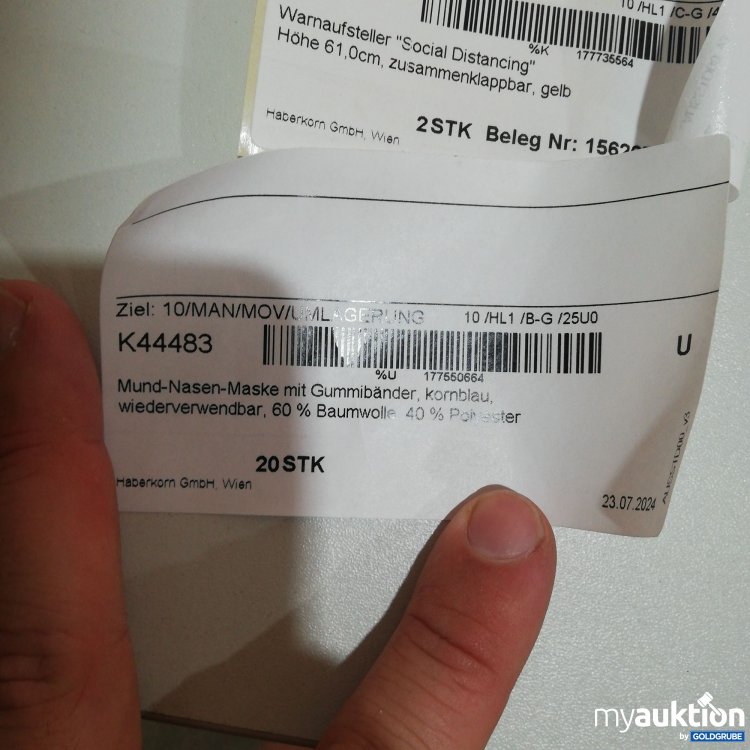 10 /HL1 /C-G
%K 177735564
Warnaufsteller "Social Distancing"
Höhe 61,0cm, zusammenklappbar, gelb
Haberkorn GmbH, Wien 2STK Beleg Nr:
Ziel: 10/MAN/MOV/UMLAGERUNG 10 /HL1 /B-G /25U0
K44483 U
%U 177550664
Mund-Nasen-Maske mit Gummibänder, kornblau,
wiederverwendbar, 60 % Baumwolle, 40 % Polyester
20STK
Haberkorn GmbH, Wien
23.07.2024
myauktion
by GOLDGRUBE